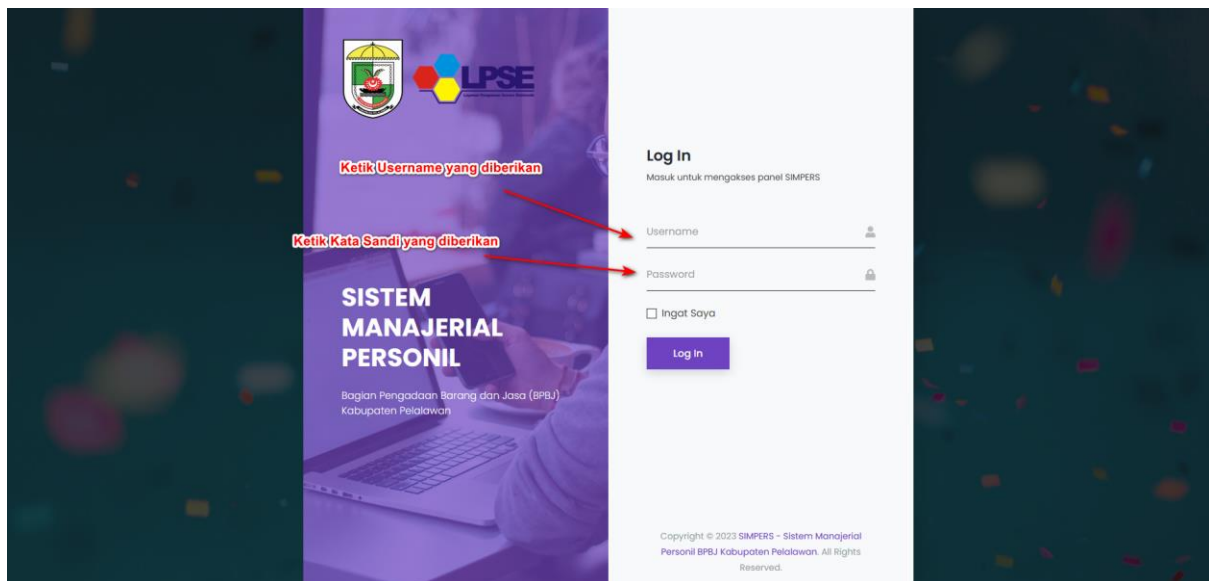 LPSE
Ketik Username yang diberikan
Ketik Kata Sandi yang diberikan
SISTEM
MANAJERIAL
PERSONIL
Bagian Pengadaan Barang dan Jasa (BPBJ)
Kabupaten Pelalawan
Log In
Masuk untuk mengakses panel SIMPERS
Username
Password
Ingat Saya
Log In
Copyright © 2023 SIMPERS - Sistem Manajerial
Personil BPBJ Kabupaten Pelalawan. All Rights
Reserved.